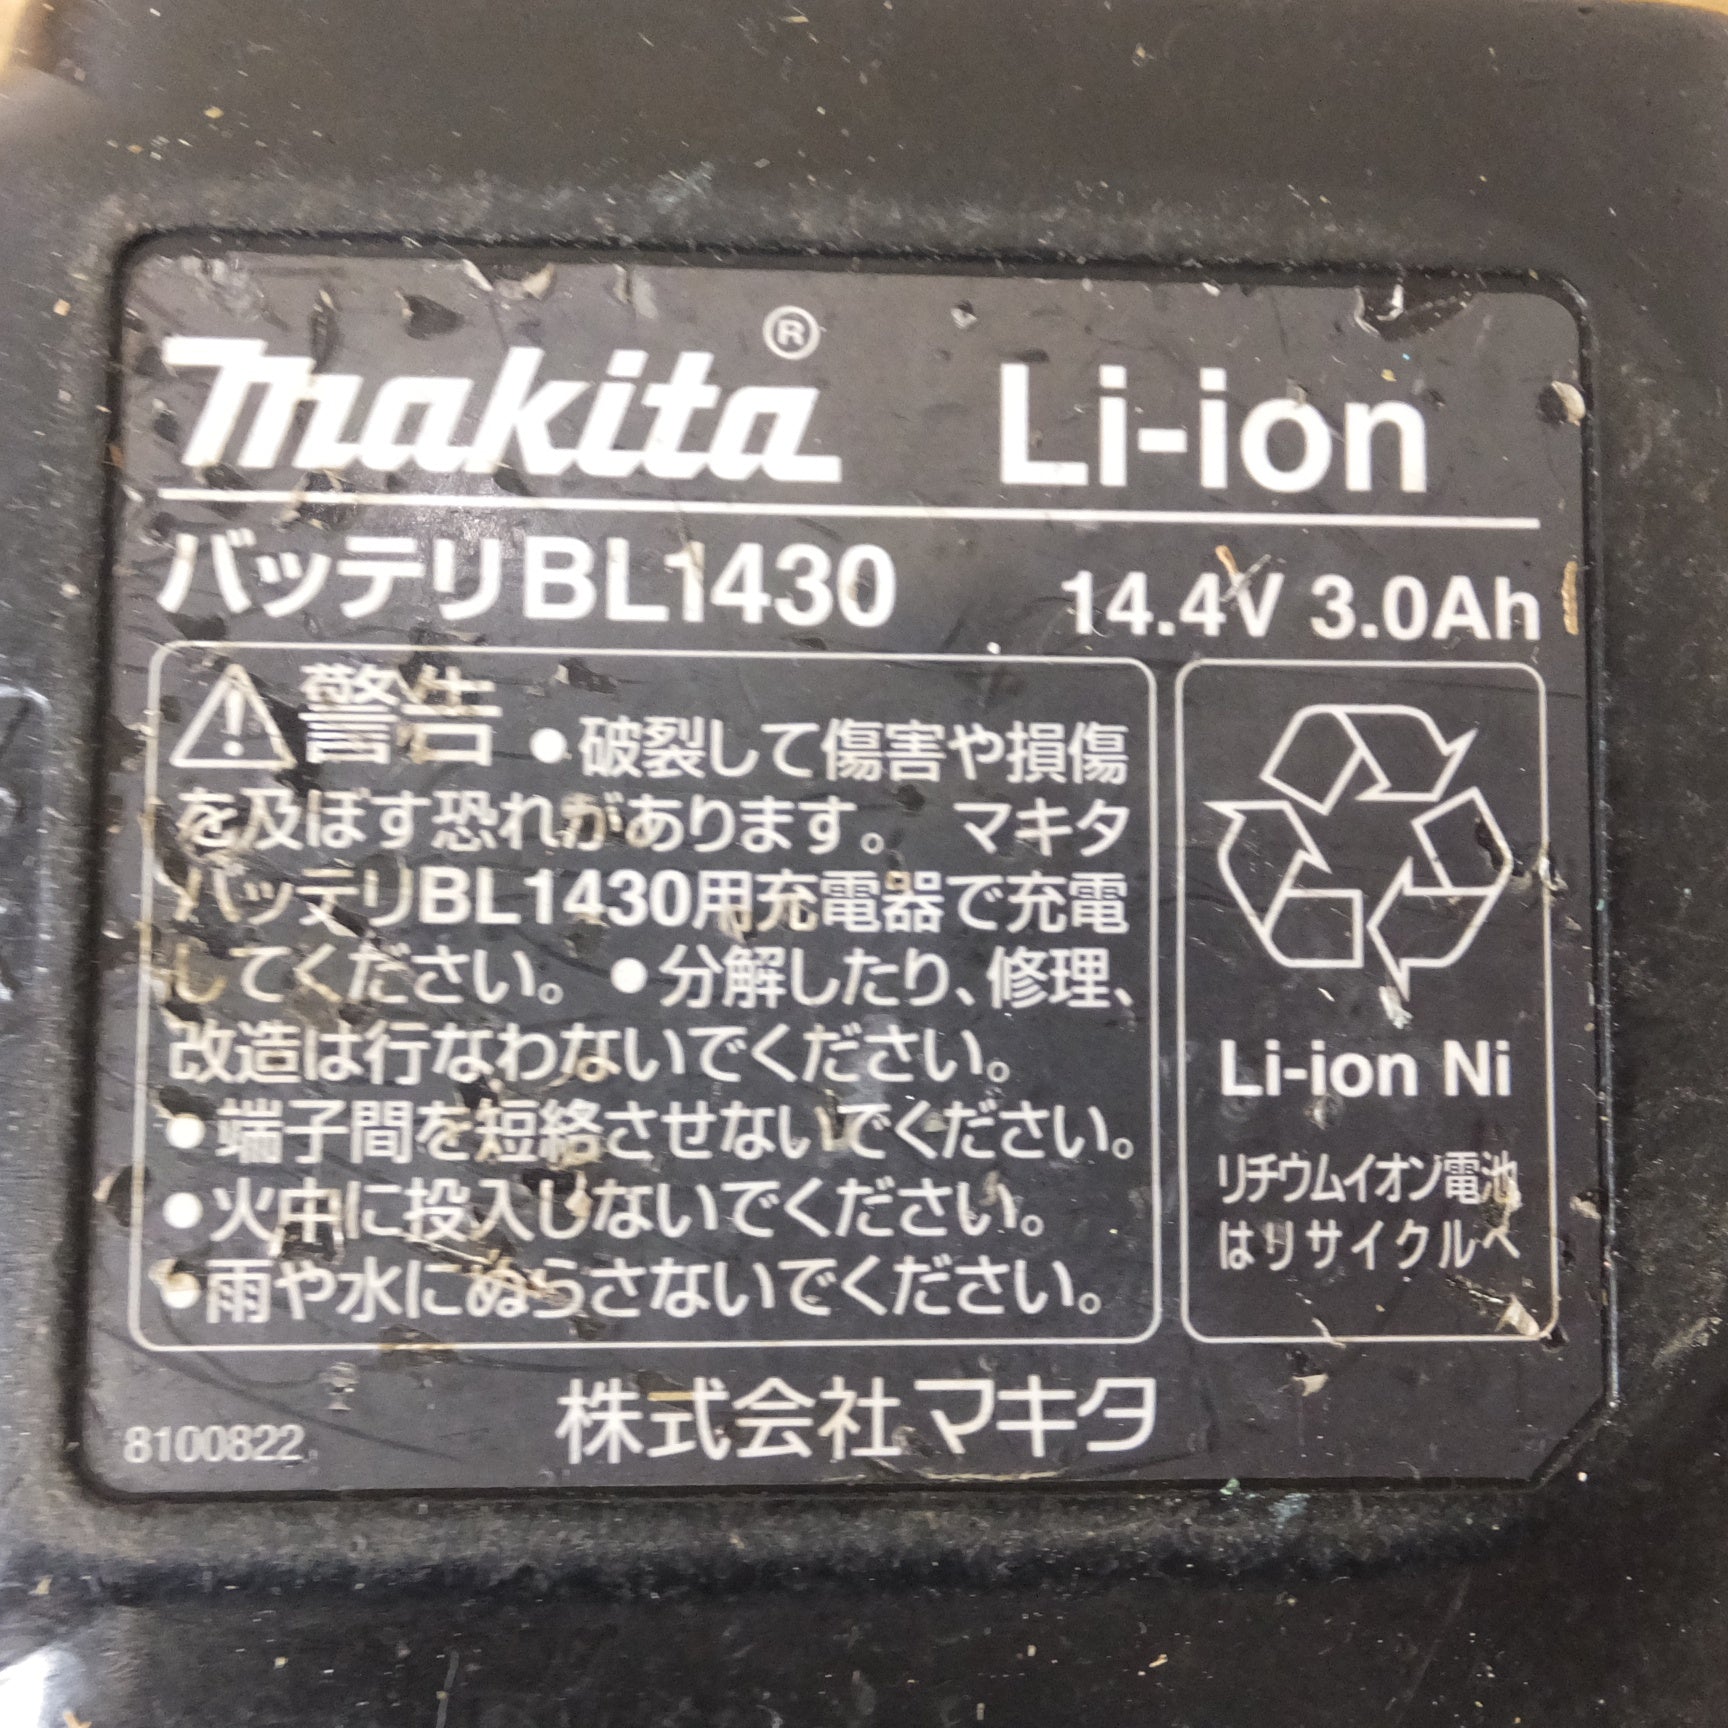 makita® Li-ion
バッテリBL1430 14.4V 3.0Ah
警告 ●破裂して傷害や損傷
を及ぼす恐れがあります。 マキタ
バッテリBL1430用充電器で充電
してください。 ●分解したり、修理、
改造は行なわないでください。
●端子間を短絡させないでください。
●火中に投入しないでください。
●雨や水にぬらさないでください。
Li-ion Ni
リチウムイオン電池
はリサイクルへ
8100822
株式会社マキタ